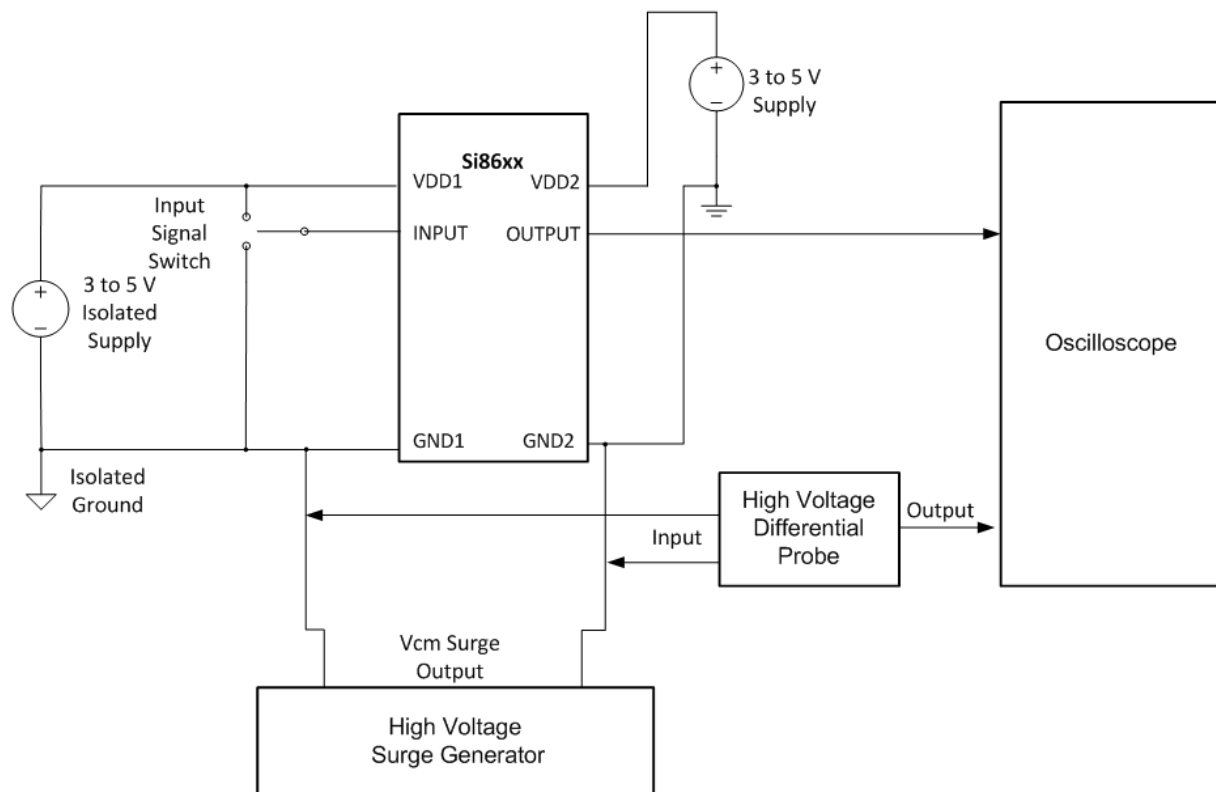 3 to 5 V
Supply
Si86xx
VDD1
VDD2
Input
Signal
Switch
INPUT
OUTPUT
3 to 5 V
Isolated
Supply
Oscilloscope
GND1
GND2
Isolated
Ground
High Voltage
Differential
Probe
Input
Output
Vcm Surge
Output
High Voltage
Surge Generator